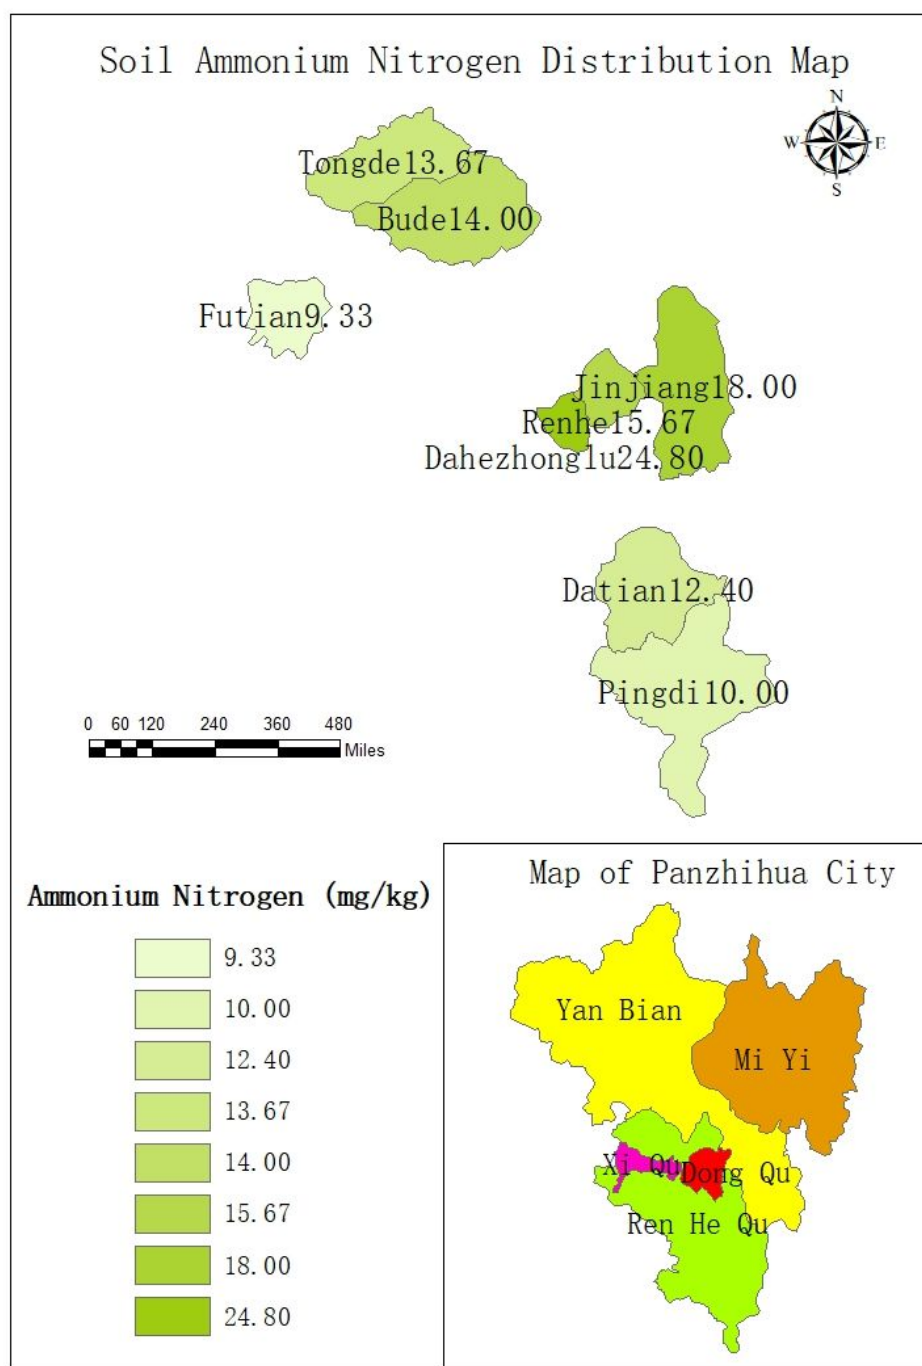 Soil Ammonium Nitrogen Distribution Map
N
W E
S
Tongde13.67
Bude14.00
Futian9.33
Jinjiang18.00
Renhe15.67
Dahezhonglu24.80
Datian12.40
Pingdi10.00
0 60 120 240 360 480
Miles
Ammonium Nitrogen (mg/kg)
9.33
10.00
12.40
13.67
14.00
15.67
18.00
24.80
Map of Panzhihua City
Yan Bian
Mi Yi
Xi Qu
Dong Qu
Ren He Qu